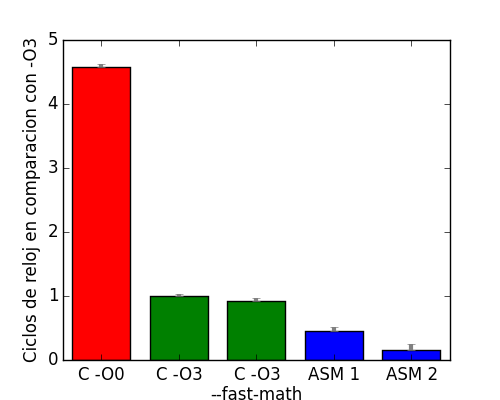 Ciclos de reloj en comparacion con -O3
5
4
3
2
1
0
C -O0 C -O3 C -O3 ASM 1 ASM 2
--fast-math